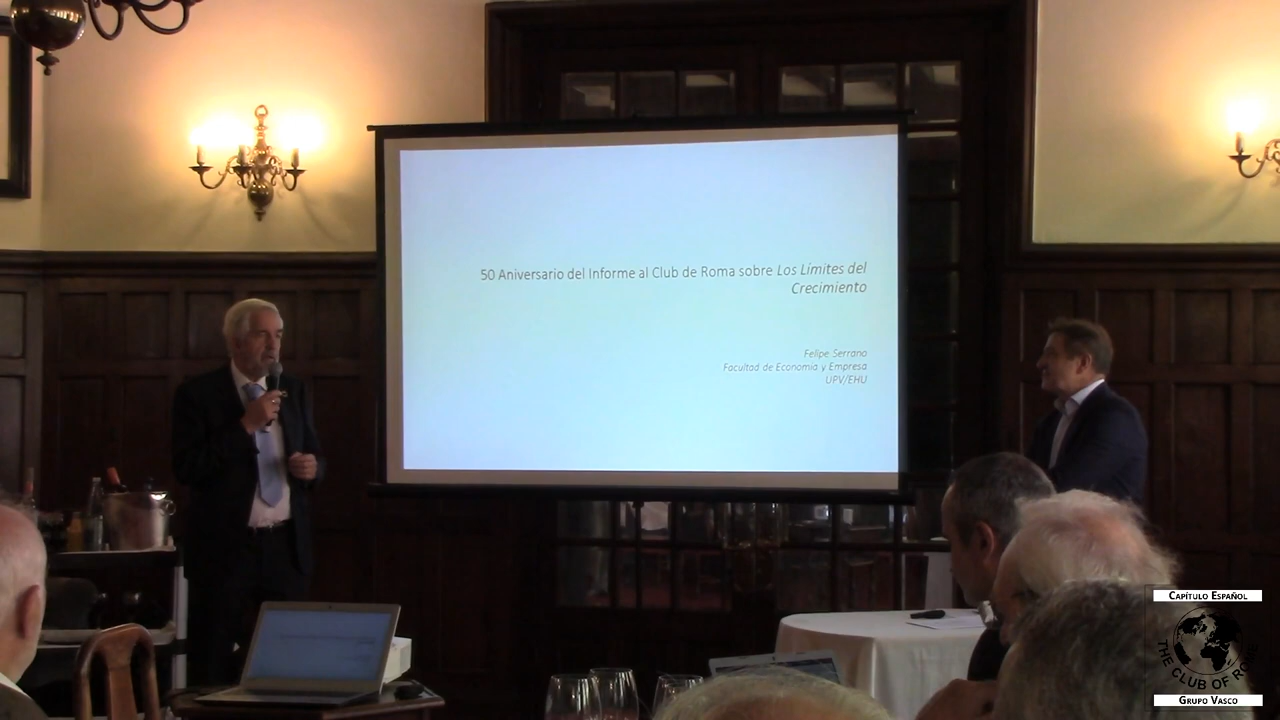 50 Aniversario del Informe al Club de Roma sobre Los Límites del
Crecimiento
Felipe Serrano
Facultad de Economía y Empresa
UPV/EHU
Capítulo Español
THE CLUB OF ROME
Grupo Vasco